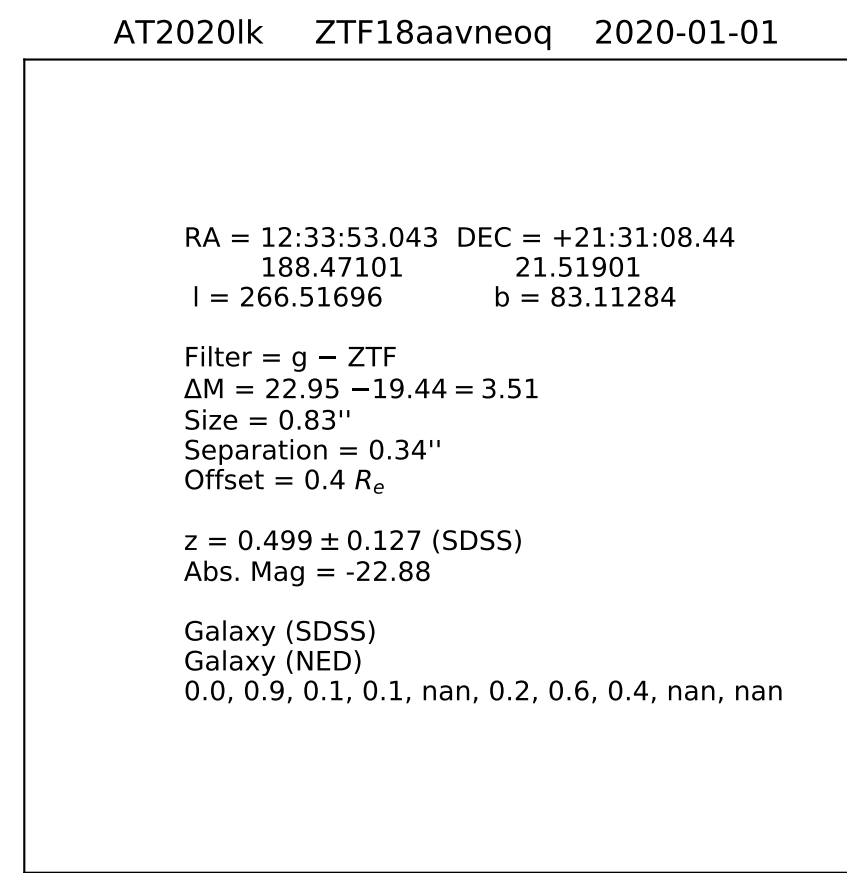 AT2020lk ZTF18aavneoq 2020-01-01
RA = 12:33:53.043 DEC = +21:31:08.44
188.47101 21.51901
l = 266.51696 b = 83.11284
Filter = g − ZTF
ΔM = 22.95 −19.44 = 3.51
Size = 0.83''
Separation = 0.34''
Offset = 0.4 Re
z = 0.499 ± 0.127 (SDSS)
Abs. Mag = -22.88
Galaxy (SDSS)
Galaxy (NED)
0.0, 0.9, 0.1, 0.1, nan, 0.2, 0.6, 0.4, nan, nan